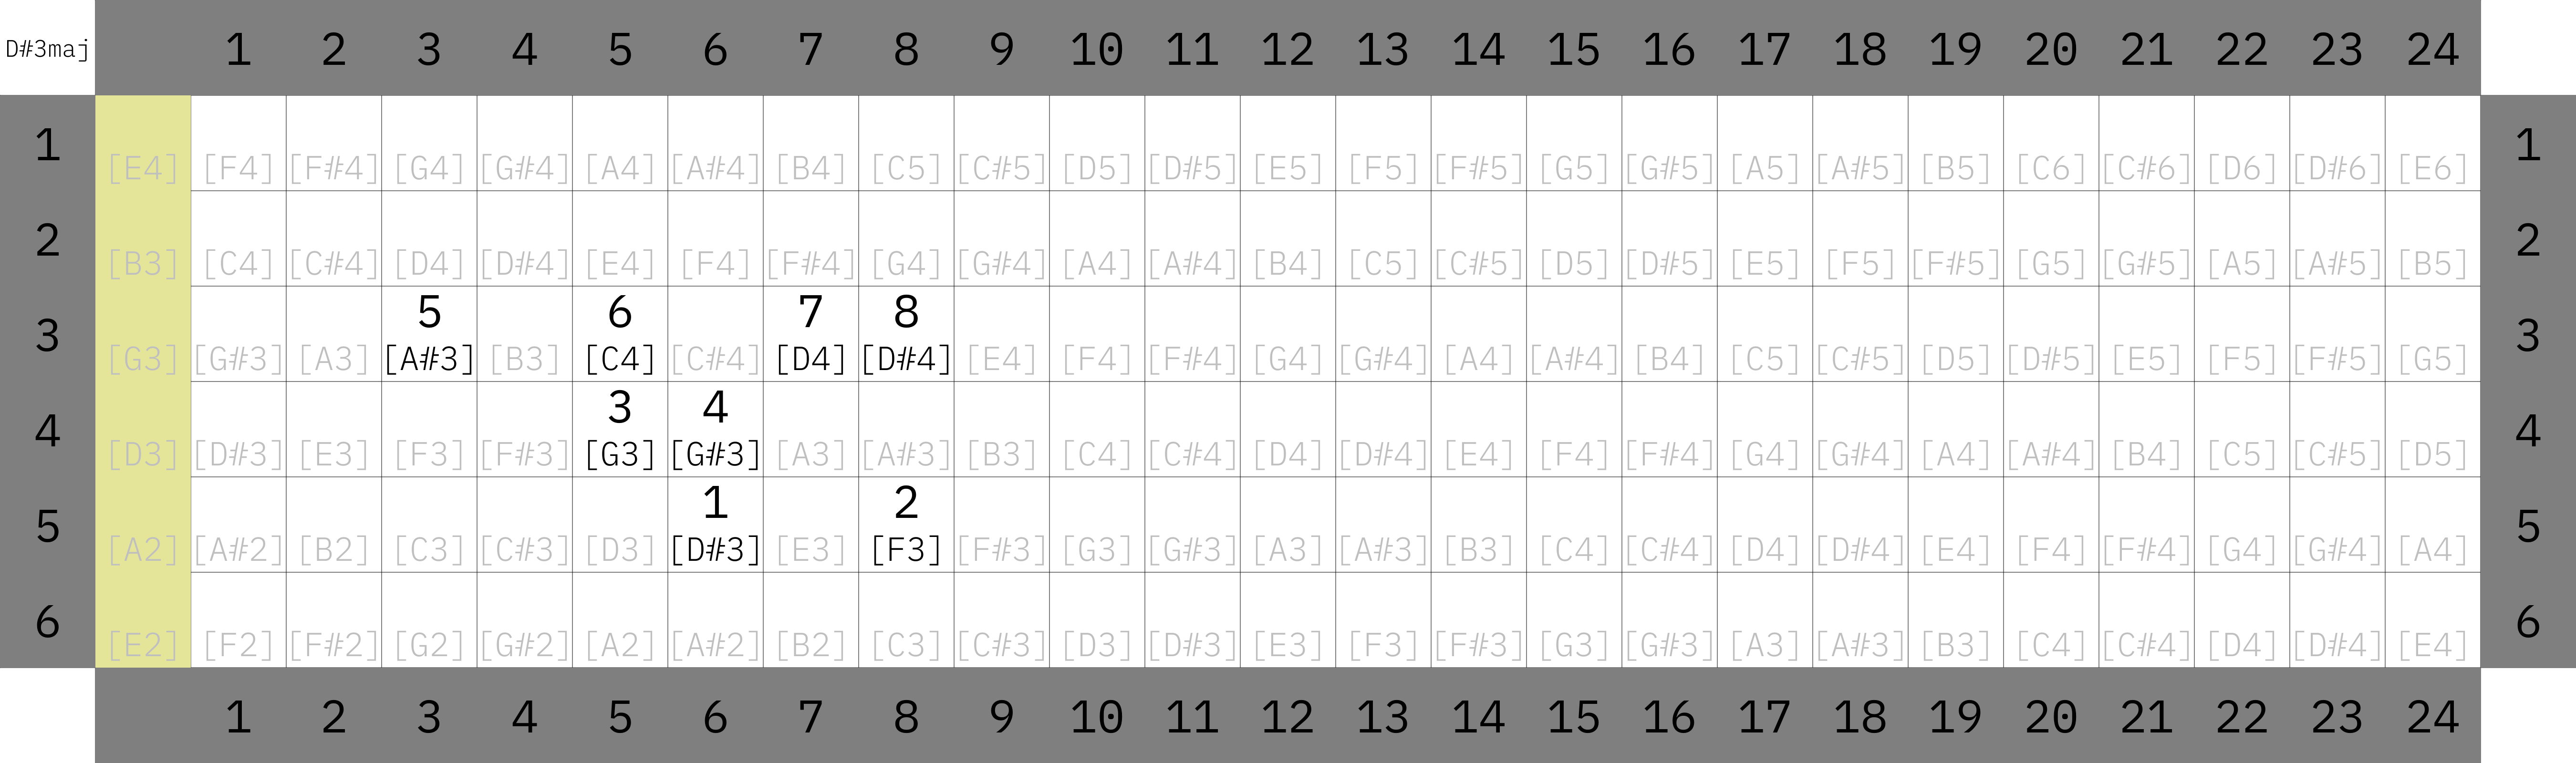 D#3maj 1 2 3 4 5 6 7 8 9 10 11 12 13 14 15 16 17 18 19 20 21 22 23 24
1 [E4] [F4] [F#4] [G4] [G#4] [A4] [A#4] [B4] [C5] [C#5] [D5] [D#5] [E5] [F5] [F#5] [G5] [G#5] [A5] [A#5] [B5] [C6] [C#6] [D6] [D#6] [E6] 1
2 [B3] [C4] [C#4] [D4] [D#4] [E4] [F4] [F#4] [G4] [G#4] [A4] [A#4] [B4] [C5] [C#5] [D5] [D#5] [E5] [F5] [F#5] [G5] [G#5] [A5] [A#5] [B5] 2
5 6 7 8
3 [G3] [G#3] [A3] [A#3] [B3] [C4] [C#4] [D4] [D#4] [E4] [F4] [F#4] [G4] [G#4] [A4] [A#4] [B4] [C5] [C#5] [D5] [D#5] [E5] [F5] [F#5] [G5] 3
3 4
4 [D3] [D#3] [E3] [F3] [F#3] [G3] [G#3] [A3] [A#3] [B3] [C4] [C#4] [D4] [D#4] [E4] [F4] [F#4] [G4] [G#4] [A4] [A#4] [B4] [C5] [C#5] [D5] 4
1 2
5 [A2] [A#2] [B2] [C3] [C#3] [D3] [D#3] [E3] [F3] [F#3] [G3] [G#3] [A3] [A#3] [B3] [C4] [C#4] [D4] [D#4] [E4] [F4] [F#4] [G4] [G#4] [A4] 5
6 [E2] [F2] [F#2] [G2] [G#2] [A2] [A#2] [B2] [C3] [C#3] [D3] [D#3] [E3] [F3] [F#3] [G3] [G#3] [A3] [A#3] [B3] [C4] [C#4] [D4] [D#4] [E4] 6
1 2 3 4 5 6 7 8 9 10 11 12 13 14 15 16 17 18 19 20 21 22 23 24